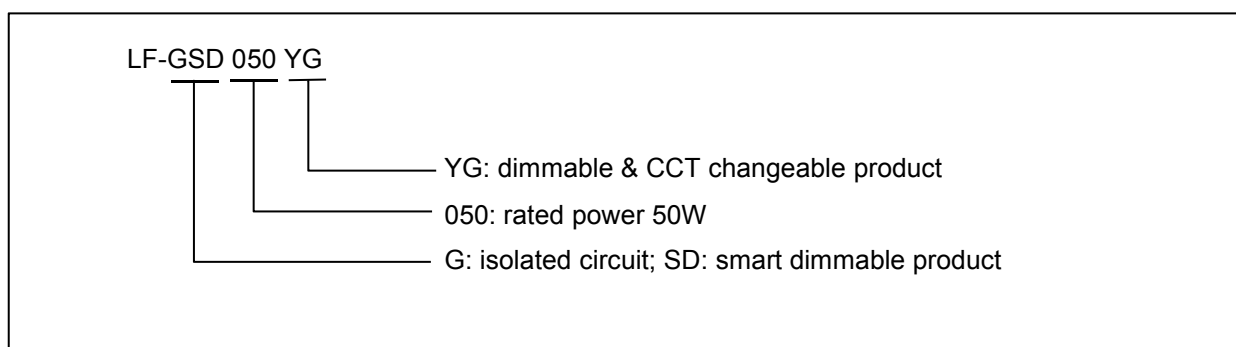 LF-GSD 050 YG
YG: dimmable & CCT changeable product
050: rated power 50W
G: isolated circuit; SD: smart dimmable product